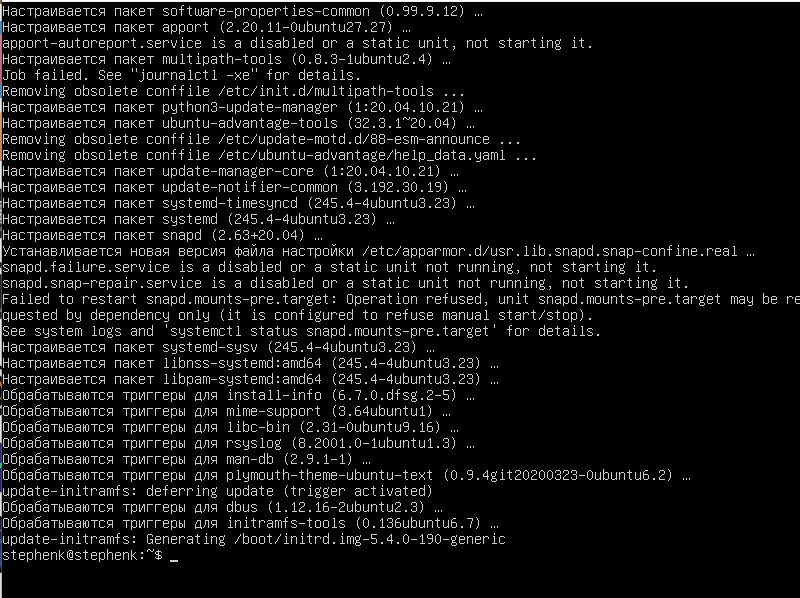 Настраивается пакет software-properties-common (0.99.9.12) …
Настраивается пакет apport (2.20.11-0ubuntu27.27) …
apport-autoreport.service is a disabled or a static unit, not starting it.
Настраивается пакет multipath-tools (0.8.3-1ubuntu2.4) …
Job failed. See "journalctl -xe" for details.
Removing obsolete conffile /etc/init.d/multipath-tools ...
Настраивается пакет python3-update-manager (1:20.04.10.21) …
Настраивается пакет ubuntu-advantage-tools (32.3.1~20.04) …
Removing obsolete conffile /etc/update-motd.d/88-esm-announce ...
Removing obsolete conffile /etc/ubuntu-advantage/help_data.yaml ...
Настраивается пакет update-manager-core (1:20.04.10.21) …
Настраивается пакет update-notifier-common (3.192.30.19) …
Настраивается пакет systemd-timesyncd (245.4-4ubuntu3.23) …
Настраивается пакет systemd (245.4-4ubuntu3.23) …
Настраивается пакет snapd (2.63+20.04) …
Устанавливается новая версия файла настройки /etc/apparmor.d/usr.lib.snapd.snap-confine.real …
snapd.failure.service is a disabled or a static unit not running, not starting it.
snapd.snap-repair.service is a disabled or a static unit not running, not starting it.
Failed to restart snapd.mounts-pre.target: Operation refused, unit snapd.mounts-pre.target may be re
quested by dependency only (it is configured to refuse manual start/stop).
See system logs and 'systemctl status snapd.mounts-pre.target' for details.
Настраивается пакет systemd-sysv (245.4-4ubuntu3.23) …
Настраивается пакет libnss-systemd:amd64 (245.4-4ubuntu3.23) …
Настраивается пакет libpam-systemd:amd64 (245.4-4ubuntu3.23) …
Обрабатываются триггеры для install-info (6.7.0.dfsg.2-5) …
Обрабатываются триггеры для mime-support (3.64ubuntu1) …
Обрабатываются триггеры для libc-bin (2.31-0ubuntu9.16) …
Обрабатываются триггеры для rsyslog (8.2001.0-1ubuntu1.3) …
Обрабатываются триггеры для man-db (2.9.1-1) …
Обрабатываются триггеры для plymouth-theme-ubuntu-text (0.9.4git20200323-0ubuntu6.2) …
update-initramfs: deferring update (trigger activated)
Обрабатываются триггеры для dbus (1.12.16-2ubuntu2.3) …
Обрабатываются триггеры для initramfs-tools (0.136ubuntu6.7) …
update-initramfs: Generating /boot/initrd.img-5.4.0-190-generic
stephenk@stephenk:~$ _